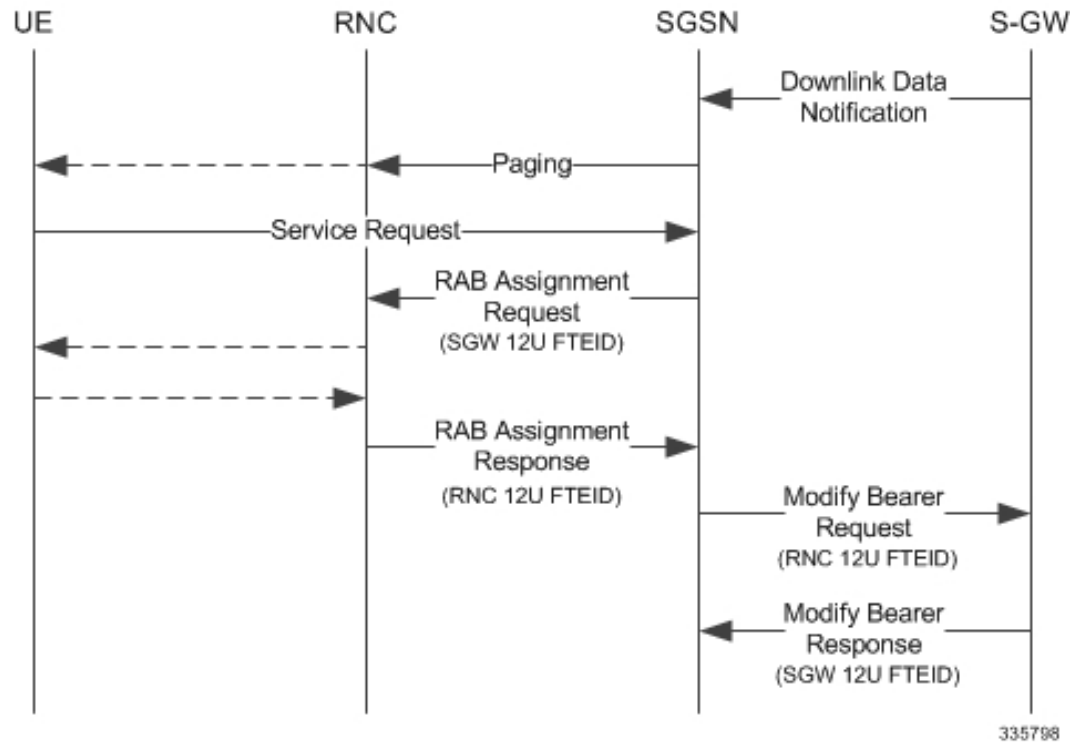 UE RNC SGSN S-GW
Downlink Data
Notification
Paging
Service Request
RAB Assignment
Request
(SGW 12U FTEID)
RAB Assignment
Response
(RNC 12U FTEID)
Modify Bearer
Request
(RNC 12U FTEID)
Modify Bearer
Response
(SGW 12U FTEID)
335798